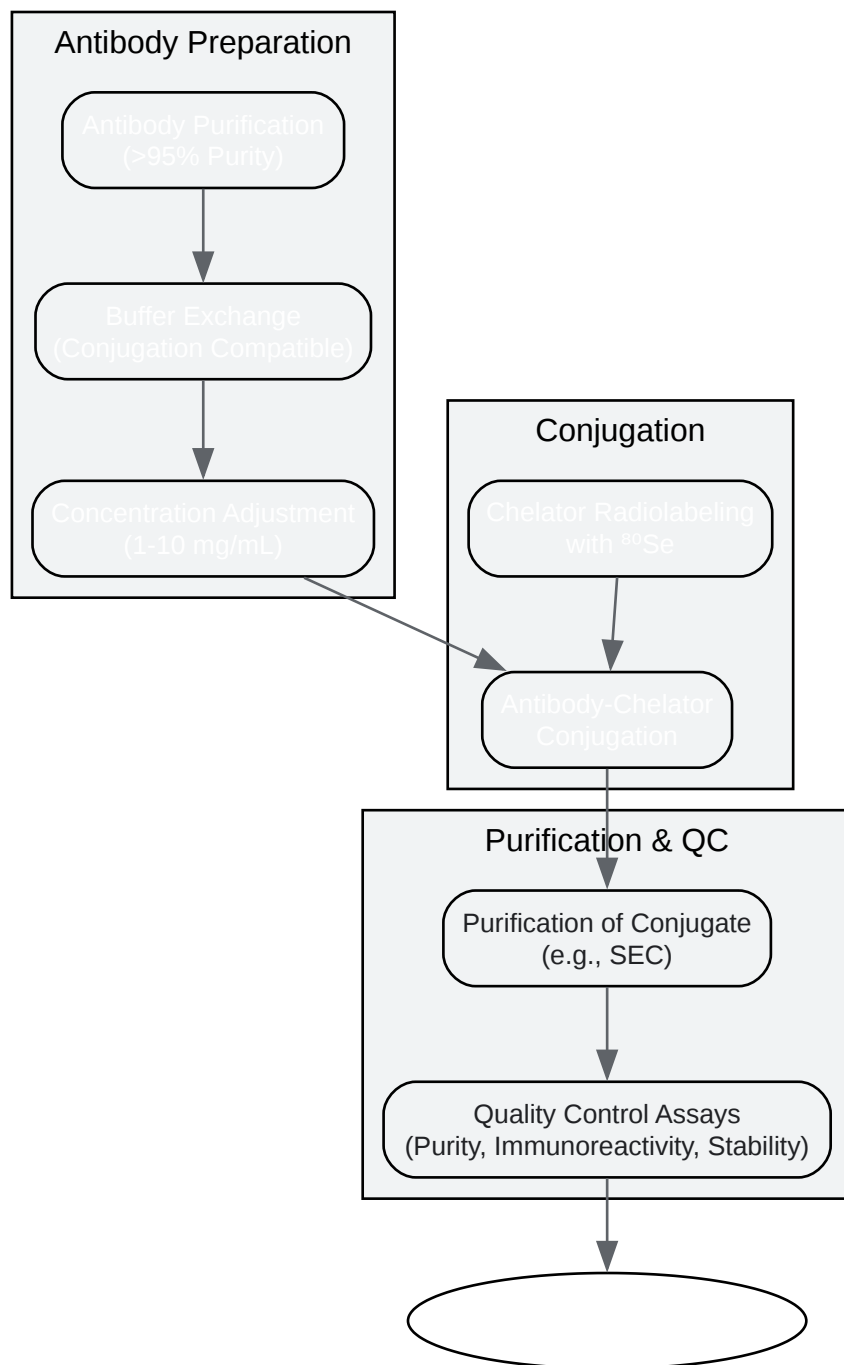 Antibody Preparation
Antibody Purification
(>95% Purity)
Buffer Exchange
(Conjugation Compatible)
Concentration Adjustment
(1-10 mg/mL)
Conjugation
Chelator Radiolabeling
with ⁸⁰Se
Antibody-Chelator
Conjugation
Purification & QC
Purification of Conjugate
(e.g., SEC)
Quality Control Assays
(Purity, Immunoreactivity, Stability)